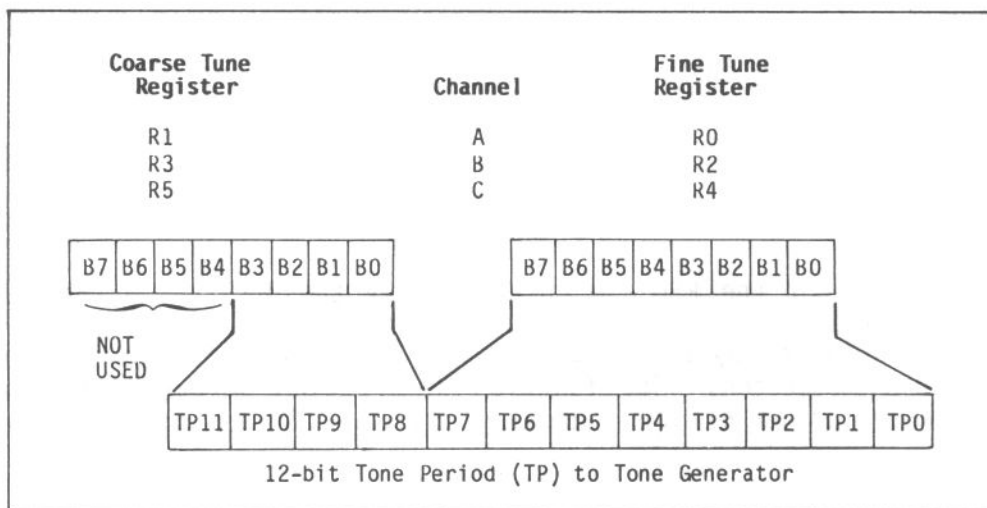 Coarse Tune Register
Channel
Fine Tune Register
R1 A R0
R3 B R2
R5 C R4
B7 B6 B5 B4 B3 B2 B1 B0
B7 B6 B5 B4 B3 B2 B1 B0
NOT USED
TP11 TP10 TP9 TP8 TP7 TP6 TP5 TP4 TP3 TP2 TP1 TP0
12-bit Tone Period (TP) to Tone Generator